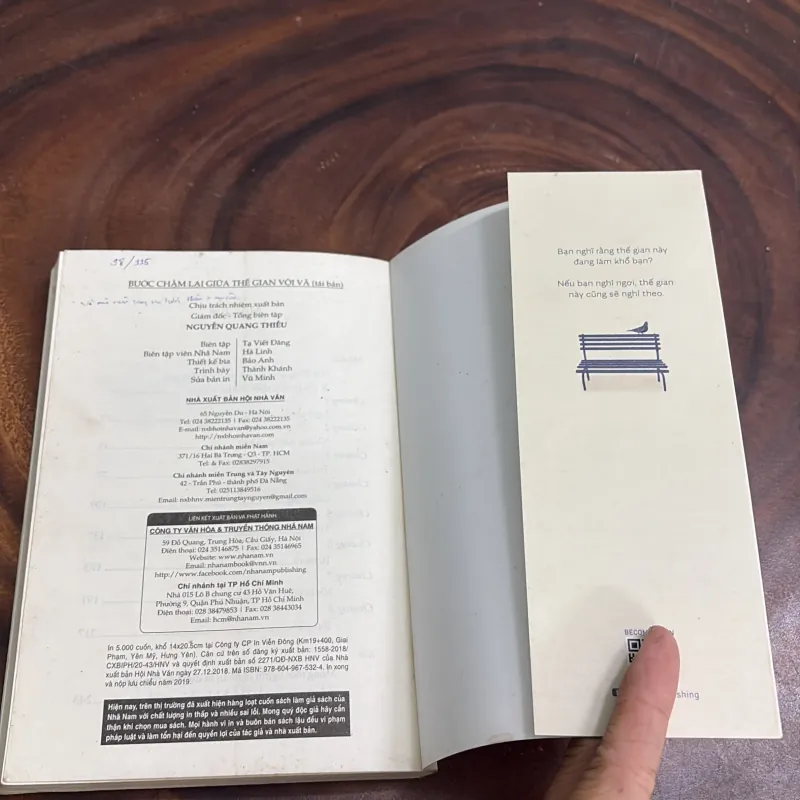 38/335
BƯỚC CHẬM LẠI GIỮA THẾ GIAN VỘI VÃ (tái bản)
Chịu trách nhiệm xuất bản
Giám đốc - Tổng biên tập
NGUYỄN QUANG THIỀU
Biên tập Tạ Viết Đãng
Biên tập viên Nhã Nam Hà Linh
Thiết kế bìa Bảo Anh
Trình bày Thành Khánh
Sửa bản in Vũ Minh
NHÀ XUẤT BẢN HỘI NHÀ VĂN
65 Nguyễn Du - Hà Nội
Tel: 024 38222135 | Fax: 024 38222135
E-mail: nxbhoinhavan@yahoo.com.vn
http://nxbhoinhavan.com
Chi nhánh miền Nam
371/16 Hai Bà Trưng - Q3 - TP. HCM
Tel: & Fax: 02838297915
Chi nhánh miền Trung và Tây Nguyên
42 - Trần Phú - thành phố Đà Nẵng
Tel: 025113849516
Email: nxbhnv.mientrungtaynguyen@gmail.com
LIÊN KẾT XUẤT BẢN VÀ PHÁT HÀNH
CÔNG TY VĂN HÓA & TRUYỀN THÔNG NHÃ NAM
59 Đỗ Quang, Trung Hòa, Cầu Giấy, Hà Nội
Điện thoại: 024 35146875 | Fax: 024 35146965
Website: www.nhanam.vn
Email: nhanambook@vnn.vn
http://www.facebook.com/nhanampublishing
Chi nhánh tại TP Hồ Chí Minh
Nhà 015 Lô B chung cư 43 Hồ Văn Huê,
Phường 9, Quận Phú Nhuận, TP Hồ Chí Minh
Điện thoại: 028 38479853 | Fax: 028 38443034
Email: hcm@nhanam.vn
In 5.000 cuốn, khổ 14x20.5cm tại Công ty CP in Viễn Đông (Km19+400, Giai
Phạm, Yên Mỹ, Hưng Yên). Căn cứ trên số đăng ký xuất bản: 1558-2018/
CXBIPH/20-43/HNV và quyết định xuất bản số 2271/QĐ-NXB HNV của Nhà
xuất bản Hội Nhà Văn ngày 27.12.2018. Mã ISBN: 978-604-967-532-4. In xong
và nộp lưu chiểu năm 2019.
Hiện nay, trên thị trường đã xuất hiện hàng loạt cuốn sách làm giả sách của
Nhã Nam với chất lượng in thấp và nhiều sai lỗi. Mong quý độc giả hãy cẩn
thận khi chọn mua sách. Mọi hành vi in và buôn bán sách lậu đều vi phạm
pháp luật và làm tổn hại đến quyền lợi của tác giả và nhà xuất bản.
Bạn nghĩ rằng thế gian này
đang làm khổ bạn?
Nếu bạn nghỉ ngơi, thế gian
này cũng sẽ nghỉ theo.